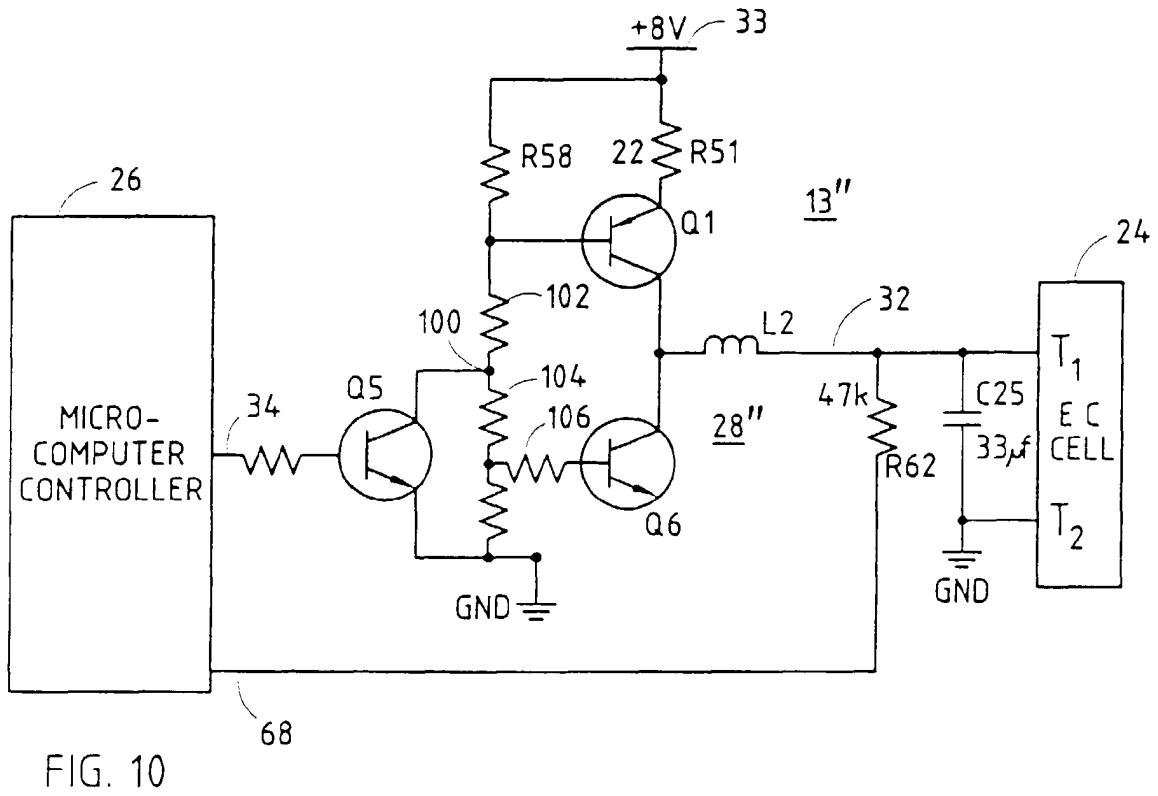 +8V 33
26
R58
22 R51
Q1
13"
24
102
100
Q5
104
106
32
L2
T1
MICRO-
COMPUTER
CONTROLLER
34
28"
47k
C25
E C
CELL
33µf
R62
Q6
T2
GND
GND
68
FIG. 10